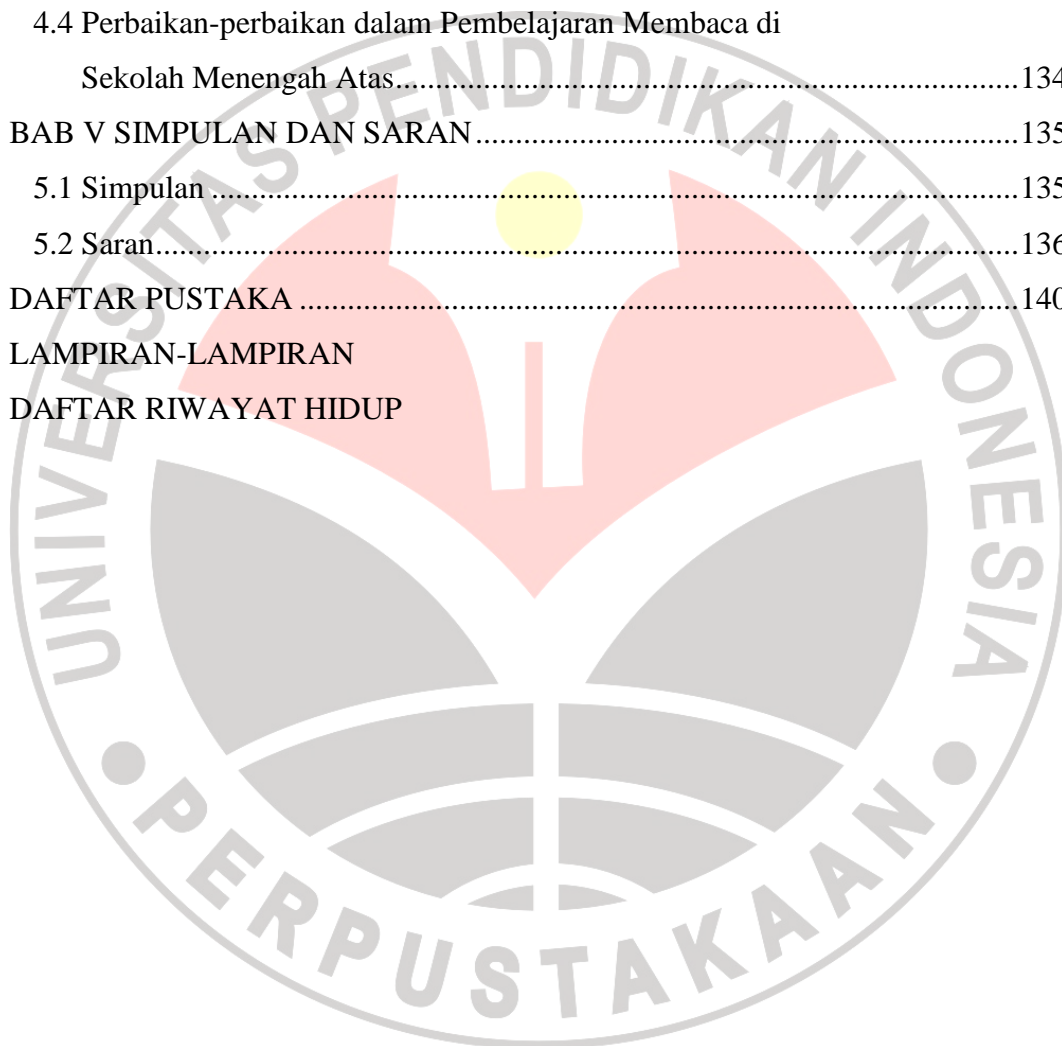 4.4 Perbaikan-perbaikan dalam Pembelajaran Membaca di
Sekolah Menengah Atas..............................................................................134
BAB V SIMPULAN DAN SARAN....................................................................135
5.1 Simpulan.....................................................................................................135
5.2 Saran............................................................................................................136
DAFTAR PUSTAKA..........................................................................................140
LAMPIRAN-LAMPIRAN
DAFTAR RIWAYAT HIDUP
UNIVERSITAS PENDIDIKAN INDONESIA
PERPUSTAKAAN